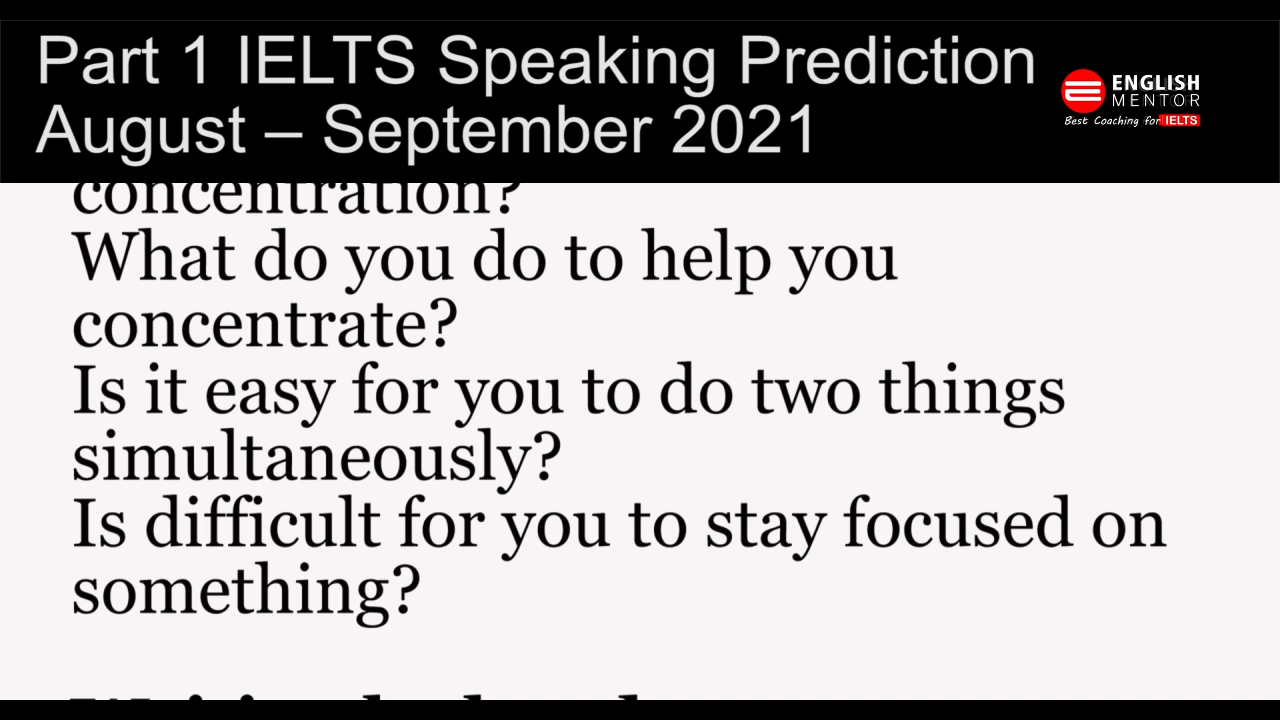 Part 1 IELTS Speaking Prediction
August – September 2021
ENGLISH
MENTOR
Best Coaching for IELTS
concentration?
What do you do to help you
concentrate?
Is it easy for you to do two things
simultaneously?
Is difficult for you to stay focused on
something?